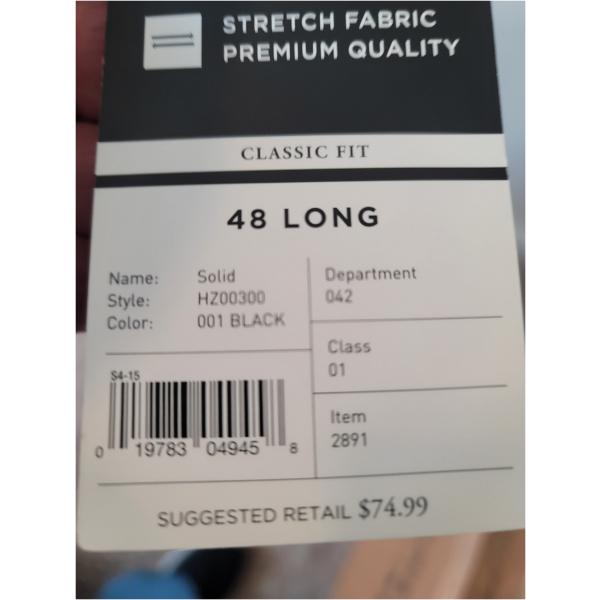 STRETCH FABRIC
PREMIUM QUALITY
CLASSIC FIT
48 LONG
Name: Solid
Style: HZ00300
Color: 001 BLACK
Department
042
Class
01
Item
2891
S4-15
0 19783 04945 8
SUGGESTED RETAIL $74.99